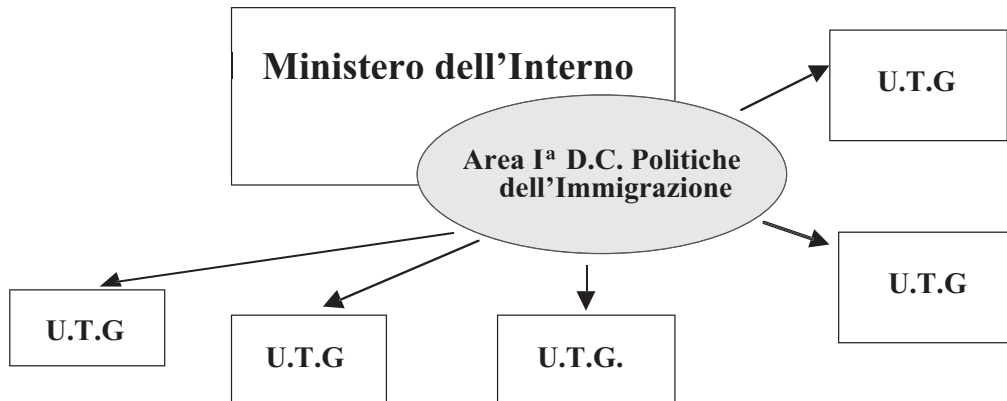 Ministero dell’Interno
U.T.G
Area Iª D.C. Politiche
dell’Immigrazione
U.T.G
U.T.G
U.T.G
U.T.G.